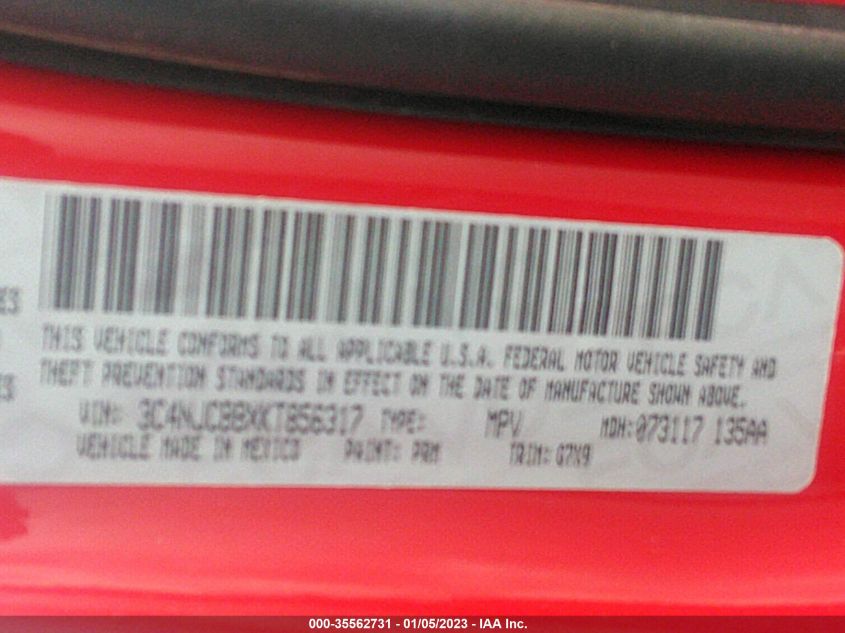 ES
ES
THIS VEHICLE CONFORMS TO ALL APPLICABLE U.S.A. FEDERAL MOTOR VEHICLE SAFETY AND
THEFT PREVENTION STANDARDS IN EFFECT ON THE DATE OF MANUFACTURE SHOWN ABOVE.
VIN: 3C4NJCBBXKT856317 TYPE: MPV MDH:073117 135AA
VEHICLE MADE IN MEXICO PAINT: PRM TRIM: G7X9
000-35562731 - 01/05/2023 - IAA Inc.